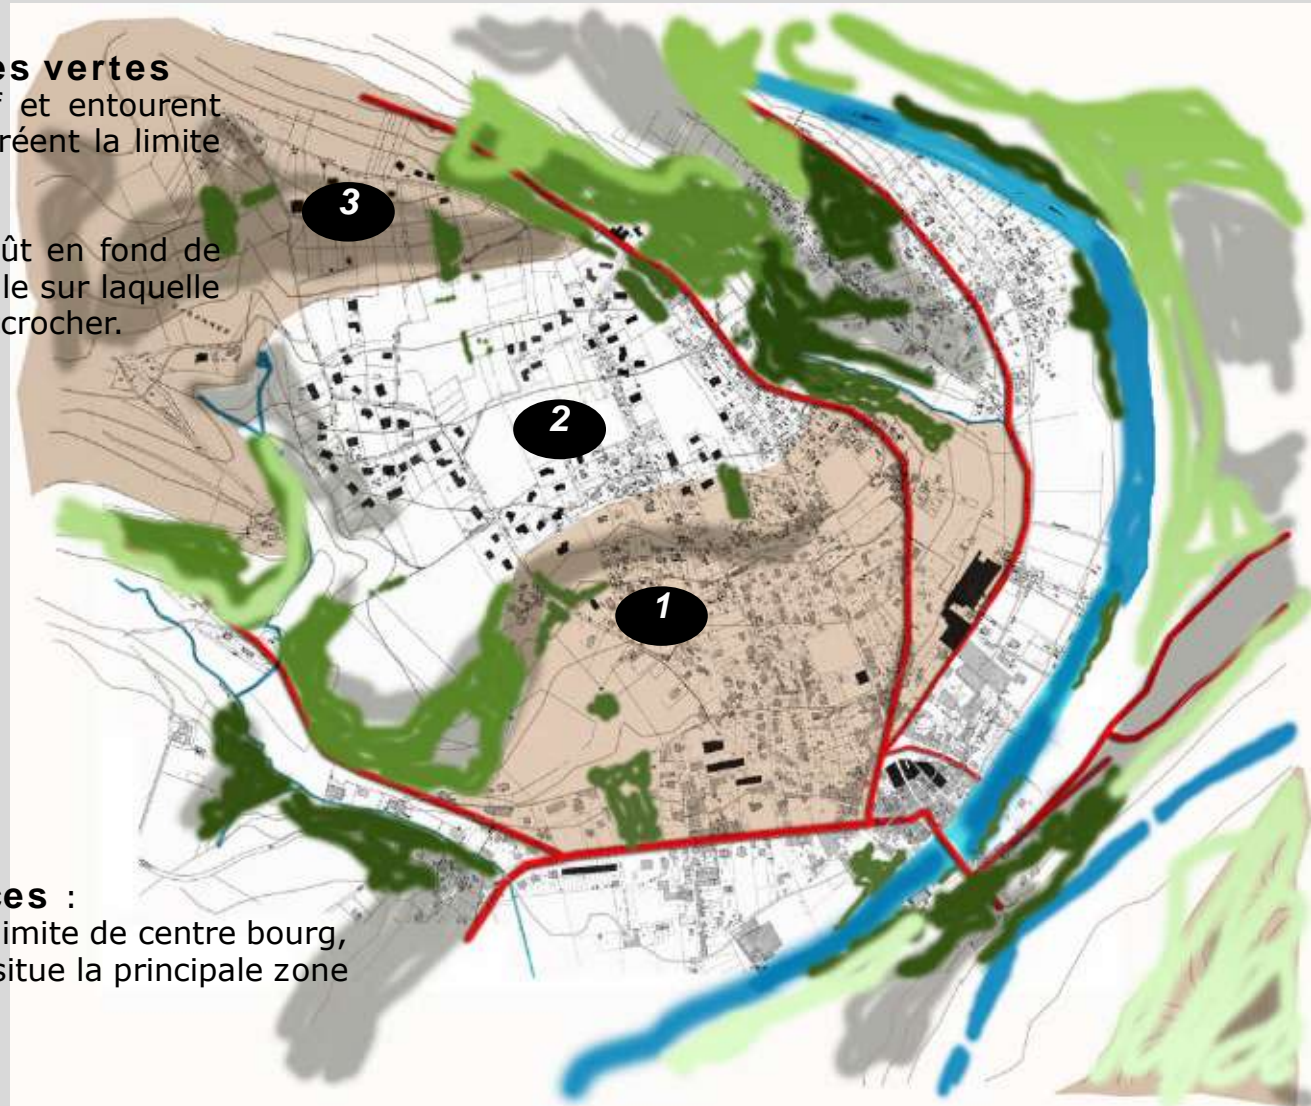 es vertes
et entourent
réent la limite
3
ût en fond de
le sur laquelle
crocher.
2
1
ces :
imite de centre bourg,
situe la principale zone